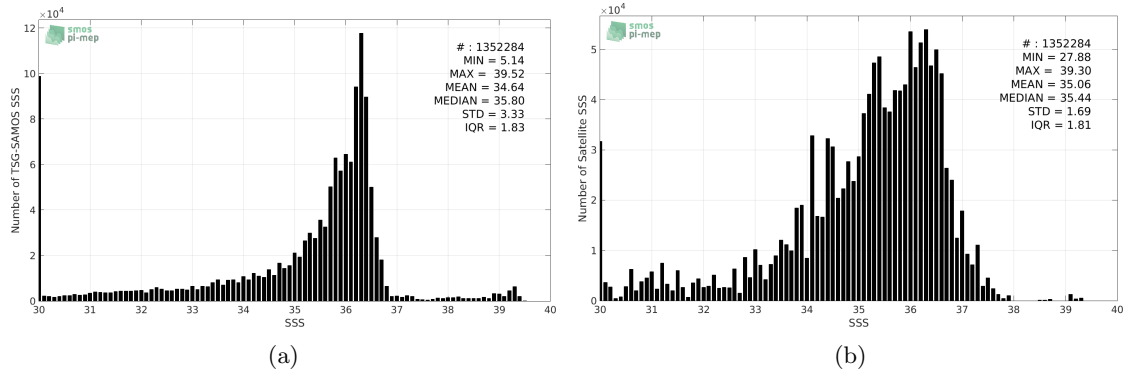 ×10⁴
smos
pi-mep
# : 1352284
MIN = 5.14
MAX = 39.52
MEAN = 34.64
MEDIAN = 35.80
STD = 3.33
IQR = 1.83
Number of TSG-SAMOS SSS
12
10
8
6
4
2
0
30 31 32 33 34 35 36 37 38 39 40
SSS
(a)
×10⁴
smos
pi-mep
# : 1352284
MIN = 27.88
MAX = 39.30
MEAN = 35.06
MEDIAN = 35.44
STD = 1.69
IQR = 1.81
Number of Satellite SSS
5
4
3
2
1
0
30 31 32 33 34 35 36 37 38 39 40
SSS
(b)